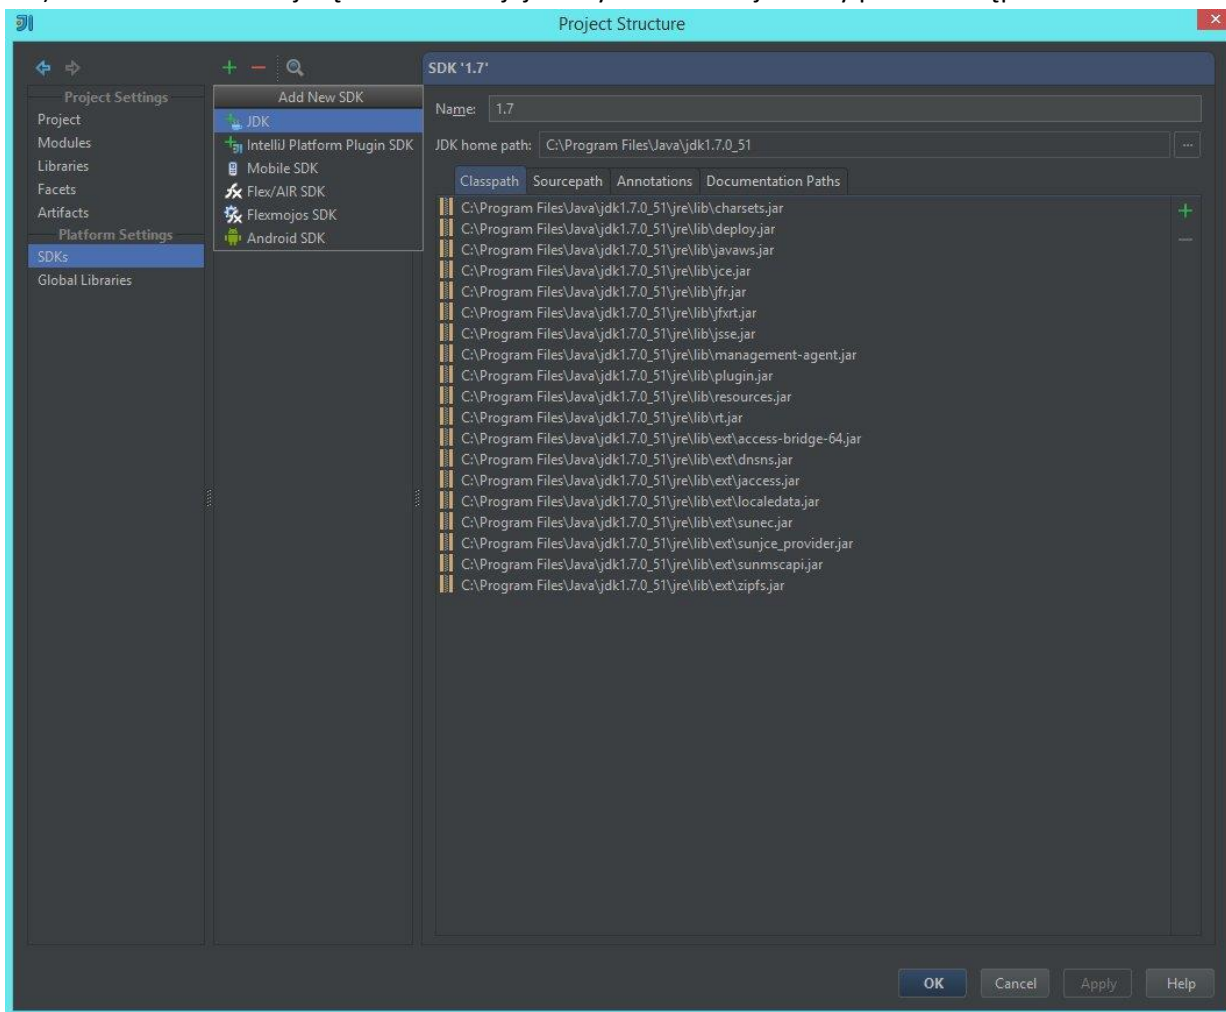 Project Structure
Project Settings
Project
Modules
Libraries
Facets
Artifacts
Platform Settings
SDKs
Global Libraries
Add New SDK
JDK
IntelliJ Platform Plugin SDK
Mobile SDK
Flex/AIR SDK
Flexmojos SDK
Android SDK
SDK '1.7'
Name: 1.7
JDK home path: C:\Program Files\Java\jdk1.7.0_51
Classpath Sourcepath Annotations Documentation Paths
C:\Program Files\Java\jdk1.7.0_51\jre\lib\charsets.jar
C:\Program Files\Java\jdk1.7.0_51\jre\lib\deploy.jar
C:\Program Files\Java\jdk1.7.0_51\jre\lib\javaws.jar
C:\Program Files\Java\jdk1.7.0_51\jre\lib\jce.jar
C:\Program Files\Java\jdk1.7.0_51\jre\lib\jfr.jar
C:\Program Files\Java\jdk1.7.0_51\jre\lib\jfxrt.jar
C:\Program Files\Java\jdk1.7.0_51\jre\lib\jsse.jar
C:\Program Files\Java\jdk1.7.0_51\jre\lib\management-agent.jar
C:\Program Files\Java\jdk1.7.0_51\jre\lib\plugin.jar
C:\Program Files\Java\jdk1.7.0_51\jre\lib\resources.jar
C:\Program Files\Java\jdk1.7.0_51\jre\lib\rt.jar
C:\Program Files\Java\jdk1.7.0_51\jre\lib\ext\access-bridge-64.jar
C:\Program Files\Java\jdk1.7.0_51\jre\lib\ext\dnsns.jar
C:\Program Files\Java\jdk1.7.0_51\jre\lib\ext\jaccess.jar
C:\Program Files\Java\jdk1.7.0_51\jre\lib\ext\localedata.jar
C:\Program Files\Java\jdk1.7.0_51\jre\lib\ext\sunec.jar
C:\Program Files\Java\jdk1.7.0_51\jre\lib\ext\sunjce_provider.jar
C:\Program Files\Java\jdk1.7.0_51\jre\lib\ext\sunmscapi.jar
C:\Program Files\Java\jdk1.7.0_51\jre\lib\ext\zipfs.jar
OK Cancel Apply Help